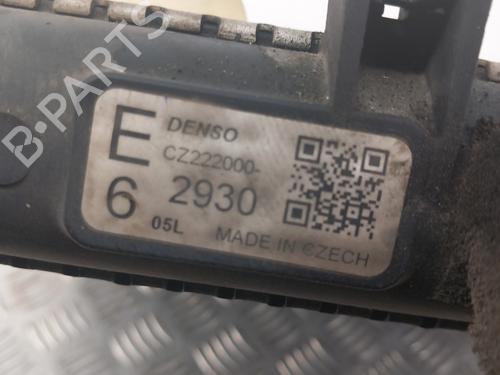 B-PARTS
E DENSO
CZ222000-
6 2930
05L MADE IN CZECH